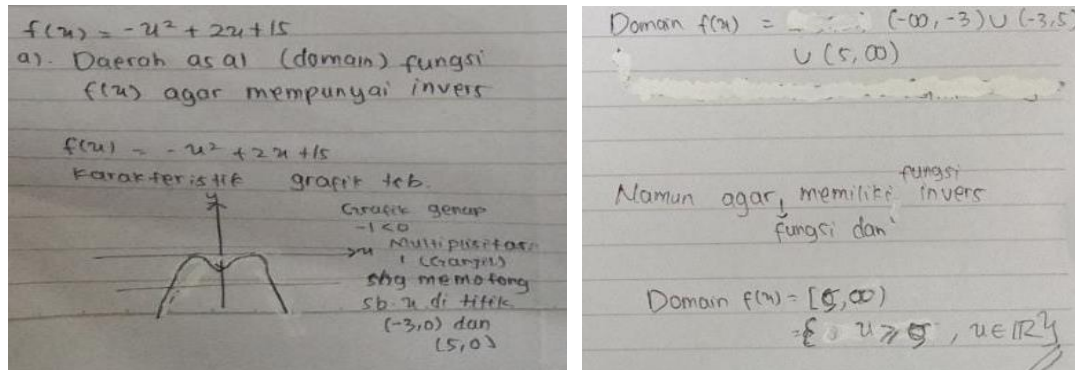 f(x) = -x² + 2x + 15
a). Daerah asal (domain) fungsi
f(x) agar mempunyai invers
f(x) = -x² + 2x + 15
Karakteristik grafik tsb.
y
Grafik genap
-1 < 0
x
Multiplisitas
1 (Ganjil)
shg memotong
sb. x di titik
(-3,0) dan
(5,0)
Domain f(x) = (-∞, -3) ∪ (-3,5)
∪ (5, ∞)
fungsi
Namun agar, memiliki invers
fungsi dan
Domain f(x) = [5, ∞)
= { x ≥ 5, x ∈ ℝ}